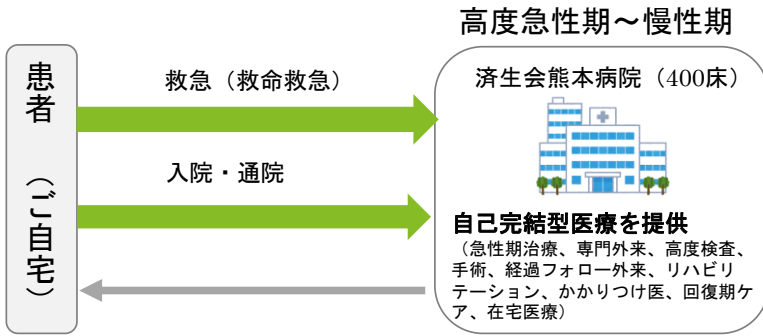 高度急性期～慢性期
患者（ご自宅）
救急（救命救急）
入院・通院
済生会熊本病院（400床）
自己完結型医療を提供
（急性期治療、専門外来、高度検査、
手術、経過フォロー外来、リハビリ
テーション、かかりつけ医、回復期ケ
ア、在宅医療）